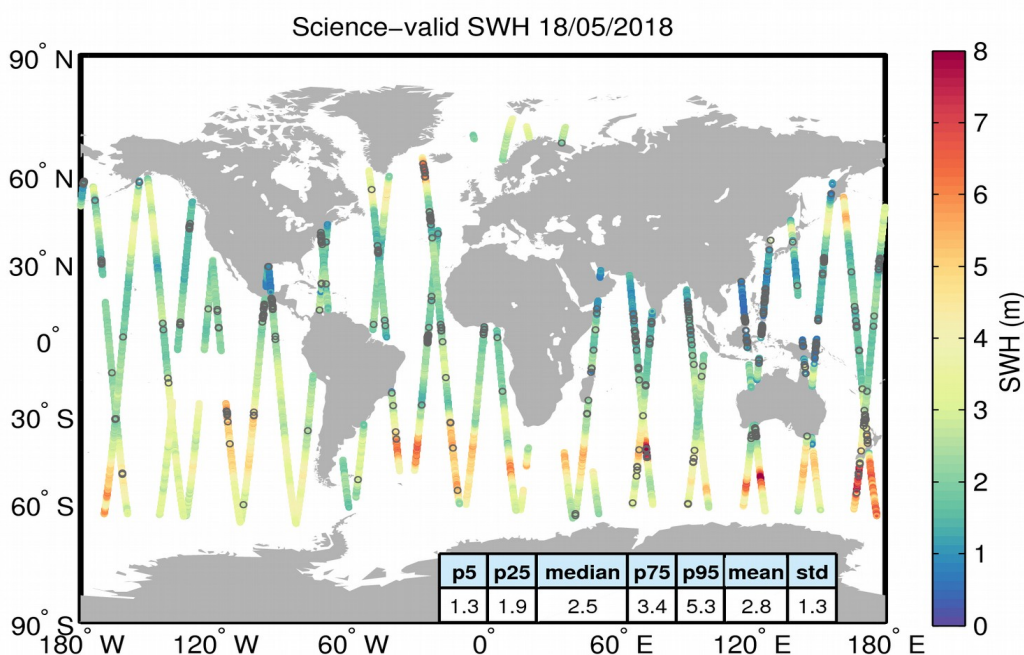 Science−valid SWH 18/05/2018
90° N
60° N
30° N
0°
30° S
60° S
90° S
180° W
120° W
60° W
0°
60° E
120° E
180° E
p5 p25 median p75 p95 mean std
1.3 1.9 2.5 3.4 5.3 2.8 1.3
8
7
6
5
4
3
2
1
0
SWH (m)